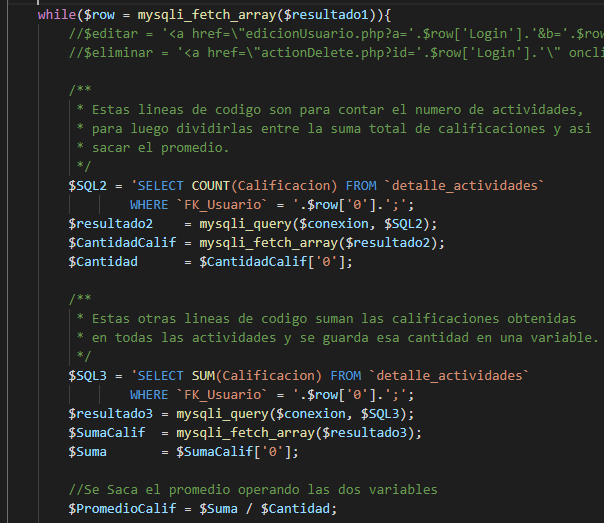 while($row = mysqli_fetch_array($resultado1)){
//$editar = '<a href=\"edicionUsuario.php?a='.$row['Login'].'&b='.$ro
//$eliminar = '<a href=\"actionDelete.php?id='.$row['Login'].'\" oncli
/**
* Estas lineas de codigo son para contar el numero de actividades,
* para luego dividirlas entre la suma total de calificaciones y asi
* sacar el promedio.
*/
$SQL2 = 'SELECT COUNT(Calificacion) FROM `detalle_actividades`
WHERE `FK_Usuario` = '.$row['0'].';';
$resultado2    = mysqli_query($conexion, $SQL2);
$CantidadCalif = mysqli_fetch_array($resultado2);
$Cantidad      = $CantidadCalif['0'];
/**
* Estas otras lineas de codigo suman las calificaciones obtenidas
* en todas las actividades y se guarda esa cantidad en una variable.
*/
$SQL3 = 'SELECT SUM(Calificacion) FROM `detalle_actividades`
WHERE `FK_Usuario` = '.$row['0'].';';
$resultado3 = mysqli_query($conexion, $SQL3);
$SumaCalif  = mysqli_fetch_array($resultado3);
$Suma       = $SumaCalif['0'];
//Se Saca el promedio operando las dos variables
$PromedioCalif = $Suma / $Cantidad;